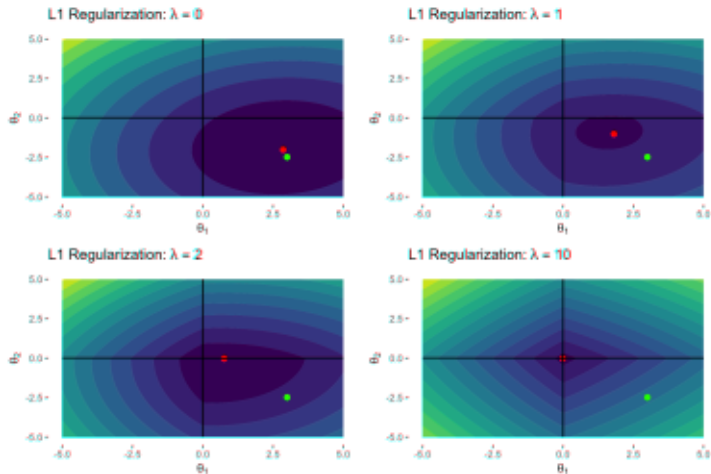 L1 Regularization: λ = 0
5.0
2.5
0.0
-2.5
-5.0
θ₂
-5.0 -2.5 0.0 2.5 5.0
θ₁
L1 Regularization: λ = 1
5.0
2.5
0.0
-2.5
-5.0
θ₂
-5.0 -2.5 0.0 2.5 5.0
θ₁
L1 Regularization: λ = 2
5.0
2.5
0.0
-2.5
-5.0
θ₂
-5.0 -2.5 0.0 2.5 5.0
θ₁
L1 Regularization: λ = 10
5.0
2.5
0.0
-2.5
-5.0
θ₂
-5.0 -2.5 0.0 2.5 5.0
θ₁